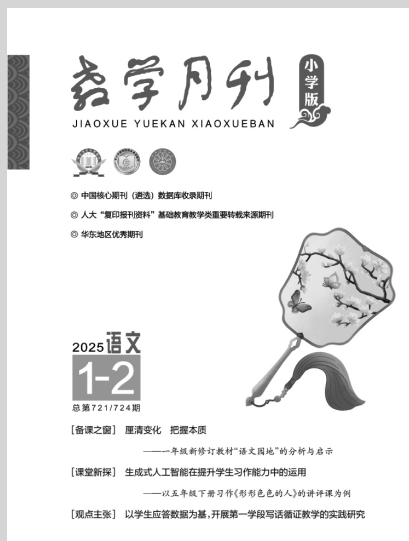 教学月刊
小学版
JIAOXUE YUEKAN XIAOXUEBAN
◎ 中国核心期刊（遴选）数据库收录期刊
◎ 人大“复印报刊资料”基础教育教学类重要转载来源期刊
◎ 华东地区优秀期刊
2025 语文
1-2
总第721/724期
［备课之窗］ 厘清变化 把握本质
——一年级新修订教材“语文园地”的分析与启示
［课堂新探］ 生成式人工智能在提升学生习作能力中的运用
——以五年级下册习作《形形色色的人》的讲评课为例
［观点主张］ 以学生应答数据为基，开展第一学段写话循证教学的实践研究